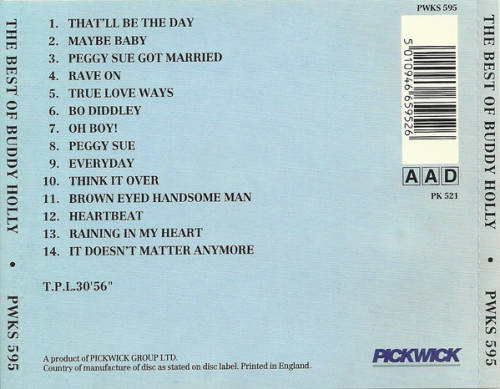 THE BEST OF BUDDY HOLLY • PWKS 595
1. THAT'LL BE THE DAY
2. MAYBE BABY
3. PEGGY SUE GOT MARRIED
4. RAVE ON
5. TRUE LOVE WAYS
6. BO DIDDLEY
7. OH BOY!
8. PEGGY SUE
9. EVERYDAY
10. THINK IT OVER
11. BROWN EYED HANDSOME MAN
12. HEARTBEAT
13. RAINING IN MY HEART
14. IT DOESN'T MATTER ANYMORE
T.P.L.30'56"
A product of PICKWICK GROUP LTD.
Country of manufacture of disc as stated on disc label. Printed in England.
PWKS 595
5 010946 659526
AAD
PK 521
PICKWICK
THE BEST OF BUDDY HOLLY • PWKS 595